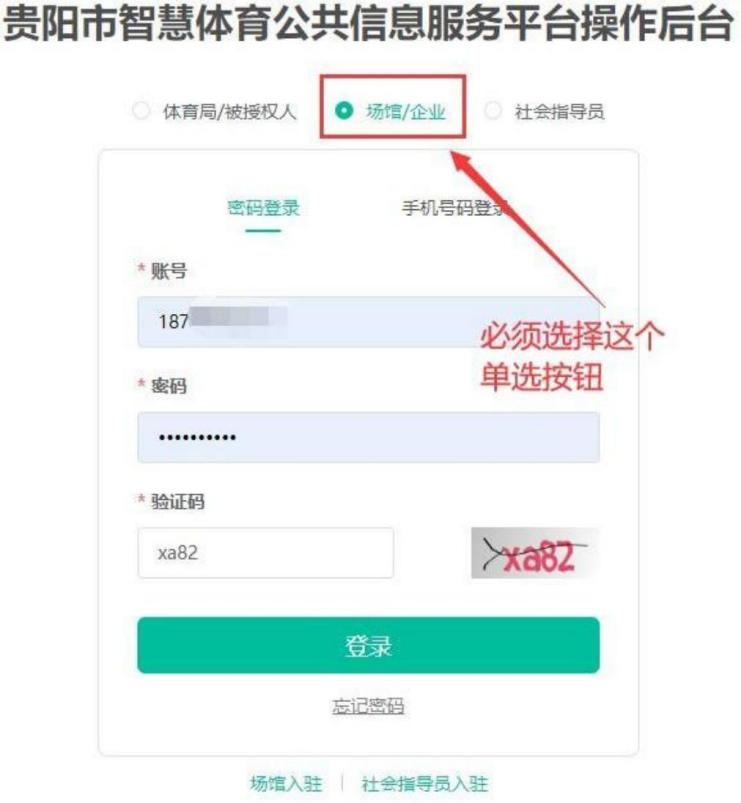 贵阳市智慧体育公共信息服务平台操作后台
体育局/被授权人 场馆/企业 社会指导员
密码登录 手机号码登录
* 账号
187
必须选择这个
单选按钮
* 密码
* 验证码
xa82 xa82
登录
忘记密码
场馆入驻 | 社会指导员入驻